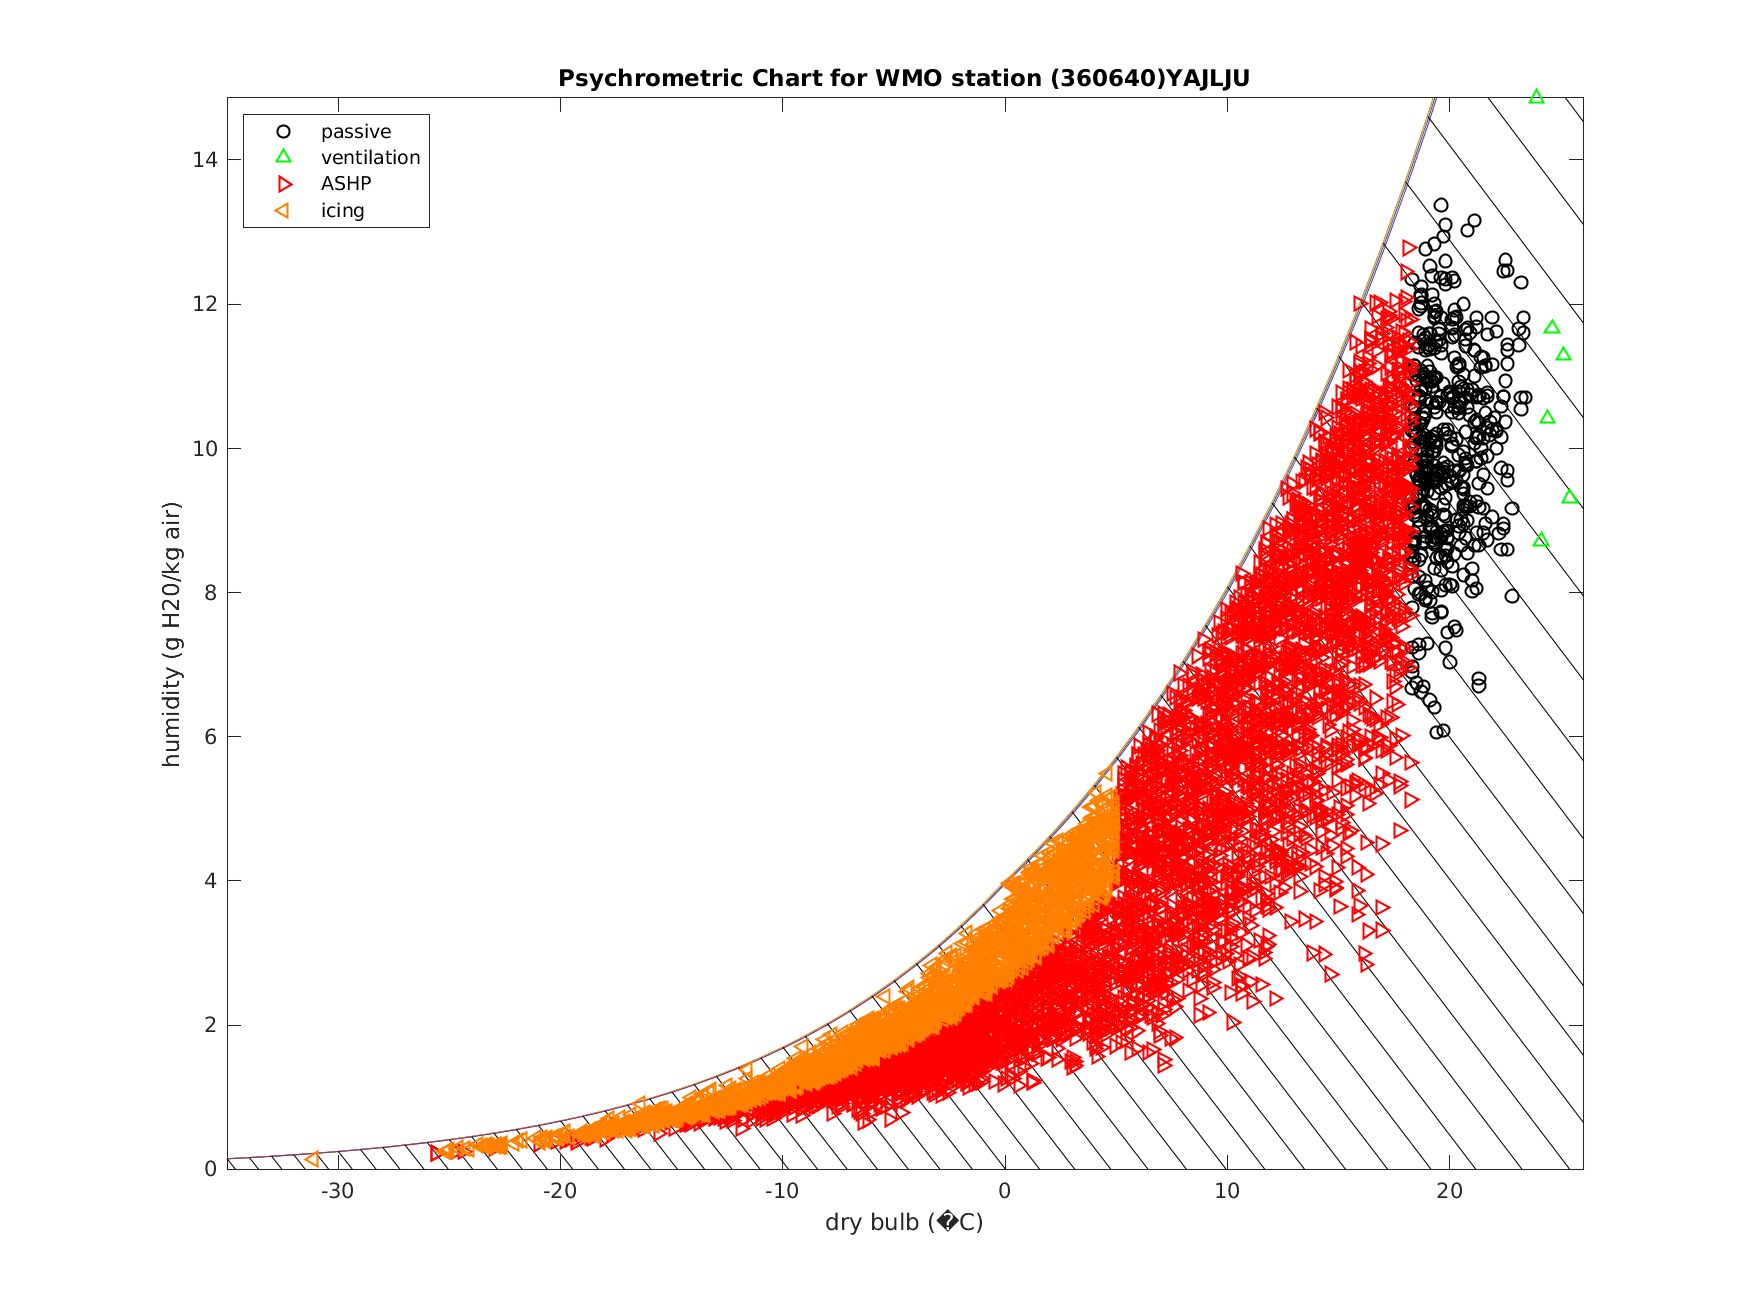 Psychrometric Chart for WMO station (360640)YAJLJU
passive
ventilation
ASHP
icing
14
12
10
8
6
4
2
0
humidity (g H20/kg air)
-30
-20
-10
0
10
20
dry bulb (�C)